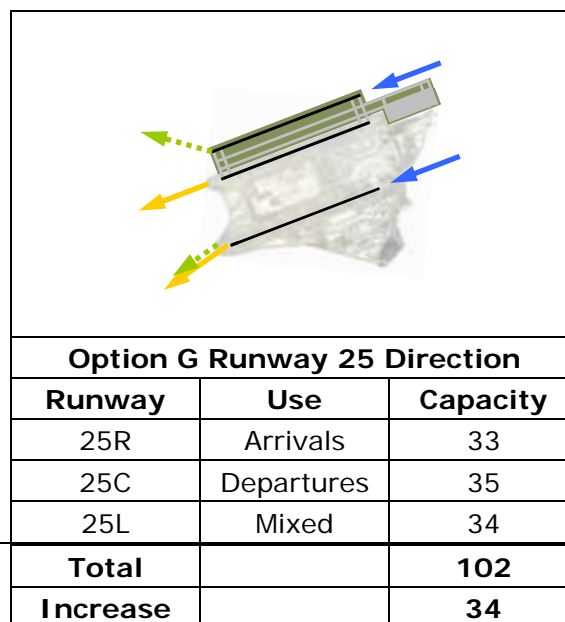 Option G Runway 25 Direction
Runway Use Capacity
25R Arrivals 33
25C Departures 35
25L Mixed 34
Total 102
Increase 34